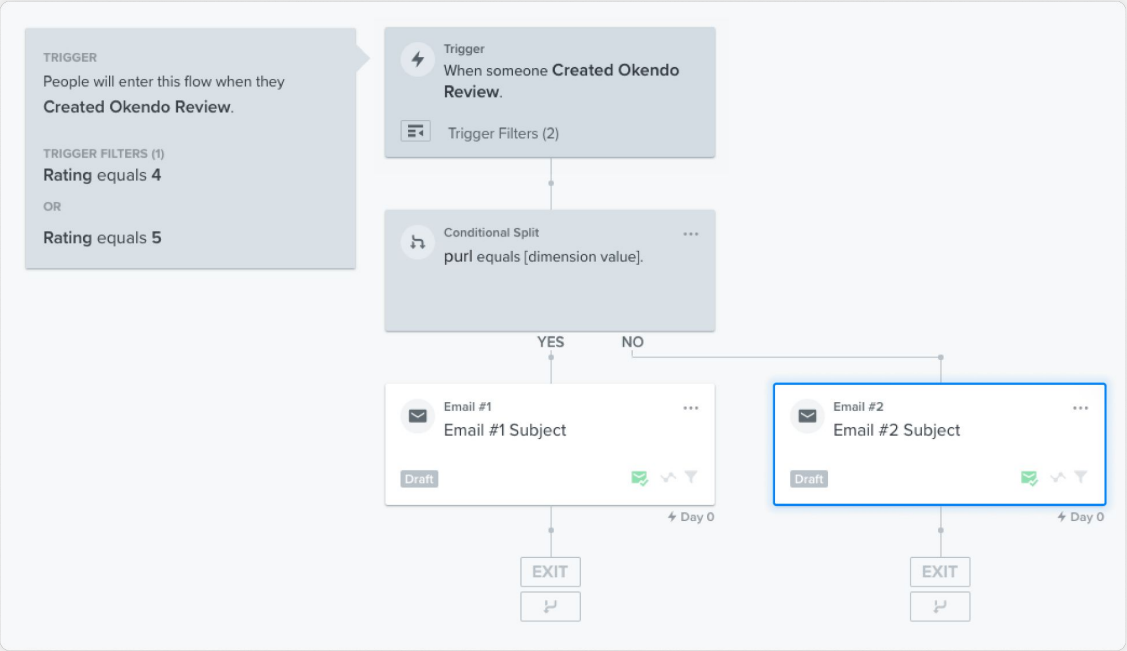 TRIGGER
People will enter this flow when they
Created Okendo Review.
TRIGGER FILTERS (1)
Rating equals 4
OR
Rating equals 5
Trigger
When someone Created Okendo
Review.
Trigger Filters (2)
Conditional Split
purl equals [dimension value].
YES NO
Email #1
Email #1 Subject
Draft
Day 0
EXIT
Email #2
Email #2 Subject
Draft
Day 0
EXIT